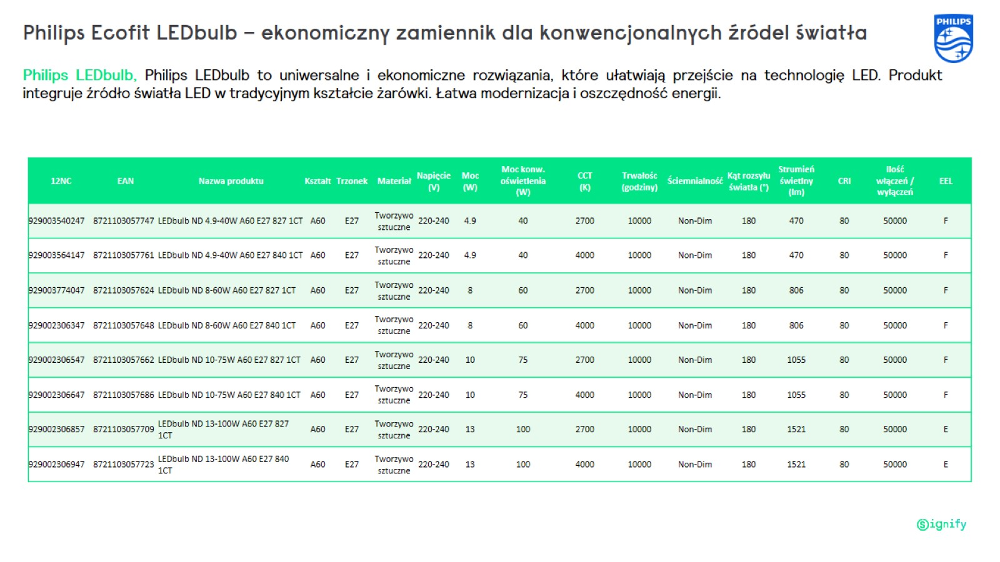 Philips Ecofit LEDbulb – ekonomiczny zamiennik dla konwencjonalnych źródel światła
PHILIPS
Philips LEDbulb, Philips LEDbulb to uniwersalne i ekonomiczne rozwiązania, które ułatwiają przejście na technologię LED. Produkt
integruje źródło światła LED w tradycyjnym kształcie żarówki. Łatwa modernizacja i oszczędność energii.
12NC EAN Nazwa produktu Kształt Trzonek Materiał Napięcie (V) Moc (W) Moc konw. oświetlenia (W) CCT (K) Trwałośc (godziny) Ściemnialność Kąt rozsyłu światła (°) Strumień świetlny (lm) CRI Ilość włączeń / wyłączeń EEL
929003540247 8721103057747 LEDbulb ND 4.9-40W A60 E27 827 1CT A60 E27 Tworzywo sztuczne 220-240 4.9 40 2700 10000 Non-Dim 180 470 80 50000 F
929003564147 8721103057761 LEDbulb ND 4.9-40W A60 E27 840 1CT A60 E27 Tworzywo sztuczne 220-240 4.9 40 4000 10000 Non-Dim 180 470 80 50000 F
929003774047 8721103057624 LEDbulb ND 8-60W A60 E27 827 1CT A60 E27 Tworzywo sztuczne 220-240 8 60 2700 10000 Non-Dim 180 806 80 50000 F
929002306347 8721103057648 LEDbulb ND 8-60W A60 E27 840 1CT A60 E27 Tworzywo sztuczne 220-240 8 60 4000 10000 Non-Dim 180 806 80 50000 F
929002306547 8721103057662 LEDbulb ND 10-75W A60 E27 827 1CT A60 E27 Tworzywo sztuczne 220-240 10 75 2700 10000 Non-Dim 180 1055 80 50000 F
929002306647 8721103057686 LEDbulb ND 10-75W A60 E27 840 1CT A60 E27 Tworzywo sztuczne 220-240 10 75 4000 10000 Non-Dim 180 1055 80 50000 F
929002306857 8721103057709 LEDbulb ND 13-100W A60 E27 827 1CT A60 E27 Tworzywo sztuczne 220-240 13 100 2700 10000 Non-Dim 180 1521 80 50000 E
929002306947 8721103057723 LEDbulb ND 13-100W A60 E27 840 1CT A60 E27 Tworzywo sztuczne 220-240 13 100 4000 10000 Non-Dim 180 1521 80 50000 E
Signify